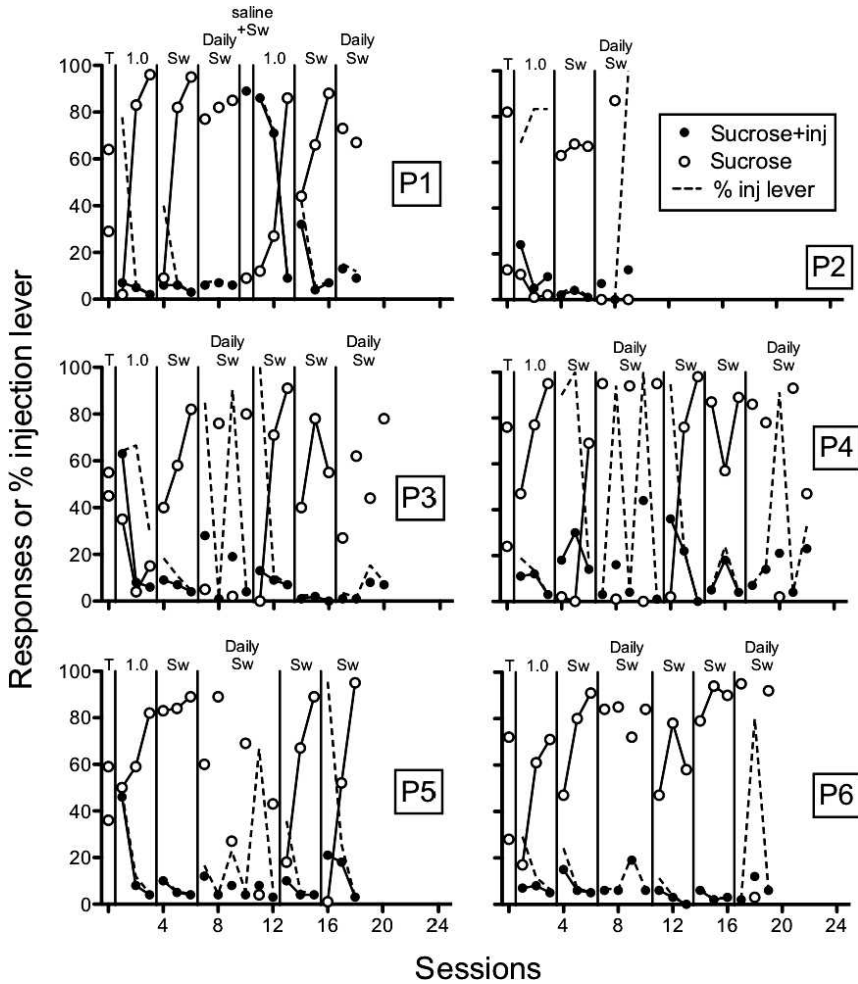 saline
+Sw
Daily
Sw
Daily
Sw
T 1.0 Sw 1.0 Sw
100
80
60
40
20
0
P1
Daily
Sw
T 1.0 Sw
Sucrose+inj
Sucrose
% inj lever
P2
Responses or % injection lever
Daily
Sw
Daily
Sw
T 1.0 Sw Sw Sw
100
80
60
40
20
0
P3
Daily
Sw
Daily
Sw
T 1.0 Sw Sw Sw
P4
Daily
Sw
T 1.0 Sw Sw Sw
100
80
60
40
20
0
4 8 12 16 20 24
P5
Daily
Sw
Daily
Sw
T 1.0 Sw Sw Sw
4 8 12 16 20 24
P6
Sessions